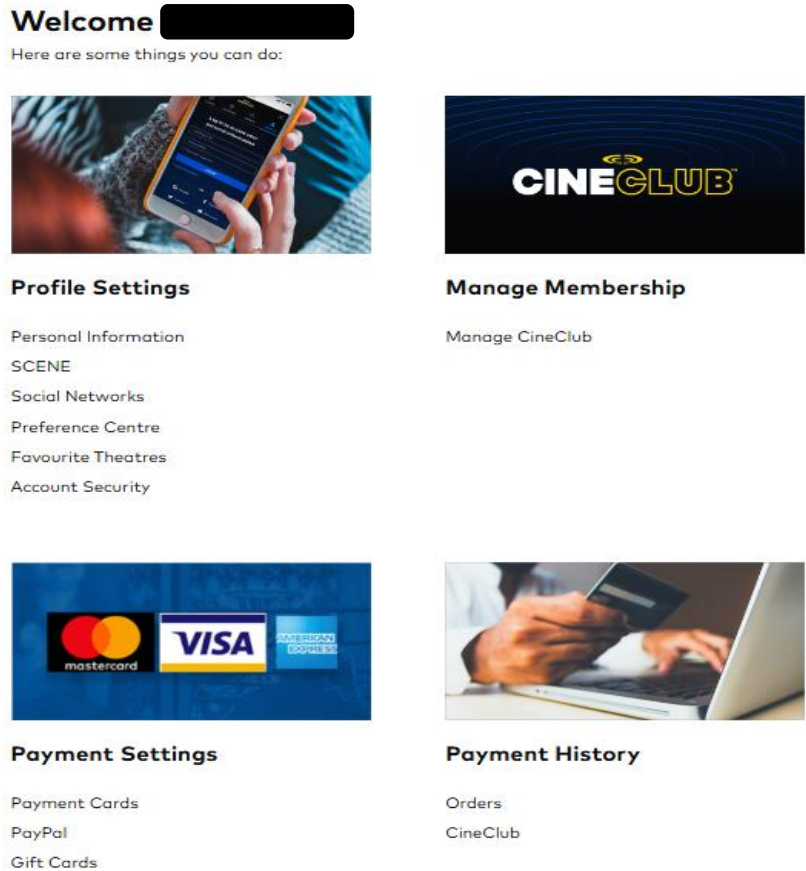 Welcome
Here are some things you can do:
CINECLUB
Profile Settings
Manage Membership
Personal Information
Manage CineClub
SCENE
Social Networks
Preference Centre
Favourite Theatres
Account Security
mastercard
VISA
AMERICAN
EXPRESS
Payment Settings
Payment History
Payment Cards
Orders
PayPal
CineClub
Gift Cards